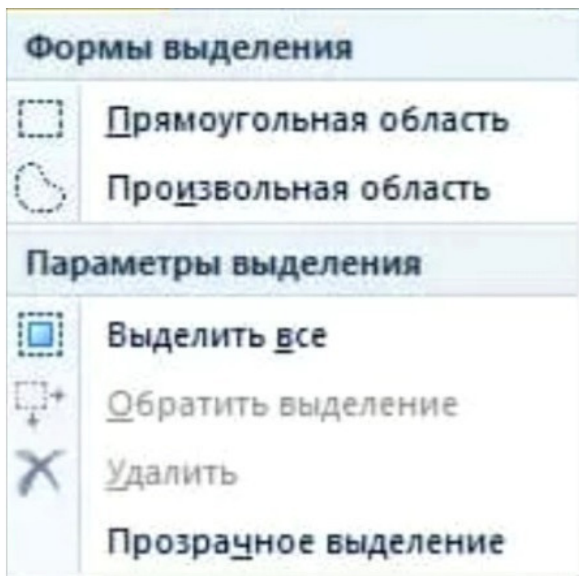 Формы выделения
Прямоугольная область
Произвольная область
Параметры выделения
Выделить все
Обратить выделение
Удалить
Прозрачное выделение